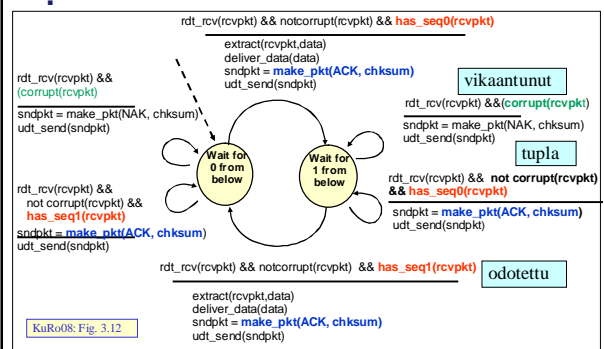 rdt_rcv(rcvpkt) && notcorrupt(rcvpkt) && has_seq0(rcvpkt)
extract(rcvpkt,data)
deliver_data(data)
sndpkt = make_pkt(ACK, chksum)
udt_send(sndpkt)
rdt_rcv(rcvpkt) &&
(corrupt(rcvpkt)
sndpkt = make_pkt(NAK, chksum)
udt_send(sndpkt)
vikaantunut
rdt_rcv(rcvpkt) &&(corrupt(rcvpkt)
sndpkt = make_pkt(NAK, chksum)
udt_send(sndpkt)
tupla
Wait for
0 from
below
Wait for
1 from
below
rdt_rcv(rcvpkt) &&
not corrupt(rcvpkt) &&
has_seq1(rcvpkt)
sndpkt = make_pkt(ACK, chksum)
udt_send(sndpkt)
rdt_rcv(rcvpkt) && not corrupt(rcvpkt)
&& has_seq0(rcvpkt)
sndpkt = make_pkt(ACK, chksum)
udt_send(sndpkt)
rdt_rcv(rcvpkt) && notcorrupt(rcvpkt) && has_seq1(rcvpkt)
odotettu
extract(rcvpkt,data)
deliver_data(data)
sndpkt = make_pkt(ACK, chksum)
udt_send(sndpkt)
KuRo08: Fig. 3.12